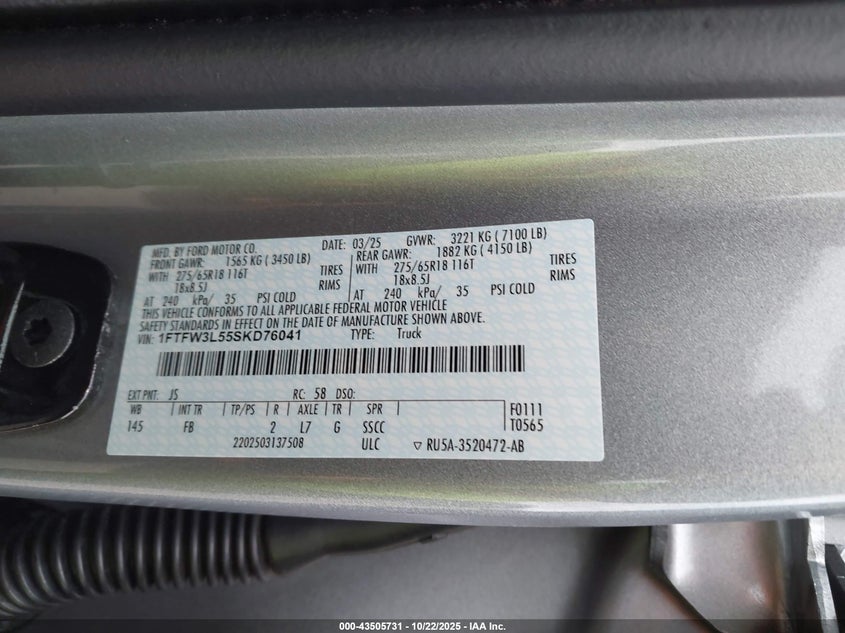 MFD. BY FORD MOTOR CO. DATE: 03/25 GVWR: 3221 KG ( 7100 LB)
FRONT GAWR: 1565 KG ( 3450 LB) REAR GAWR: 1882 KG ( 4150 LB)
WITH 275/65R18 116T TIRES WITH 275/65R18 116T TIRES
18x8.5J RIMS 18x8.5J RIMS
AT 240 kPa/ 35 PSI COLD AT 240 kPa/ 35 PSI COLD
THIS VEHICLE CONFORMS TO ALL APPLICABLE FEDERAL MOTOR VEHICLE
SAFETY STANDARDS IN EFFECT ON THE DATE OF MANUFACTURE SHOWN ABOVE.
VIN: 1FTFW3L55SKD76041 TYPE: Truck
EXT PNT: JS RC: 58 DSO:
WB INT TR TP/PS R AXLE TR SPR F0111
145 FB 2 L7 G SSCC T0565
2202503137508 ULC ▽ RU5A-3520472-AB
000-43505731 - 10/22/2025 - IAA Inc.